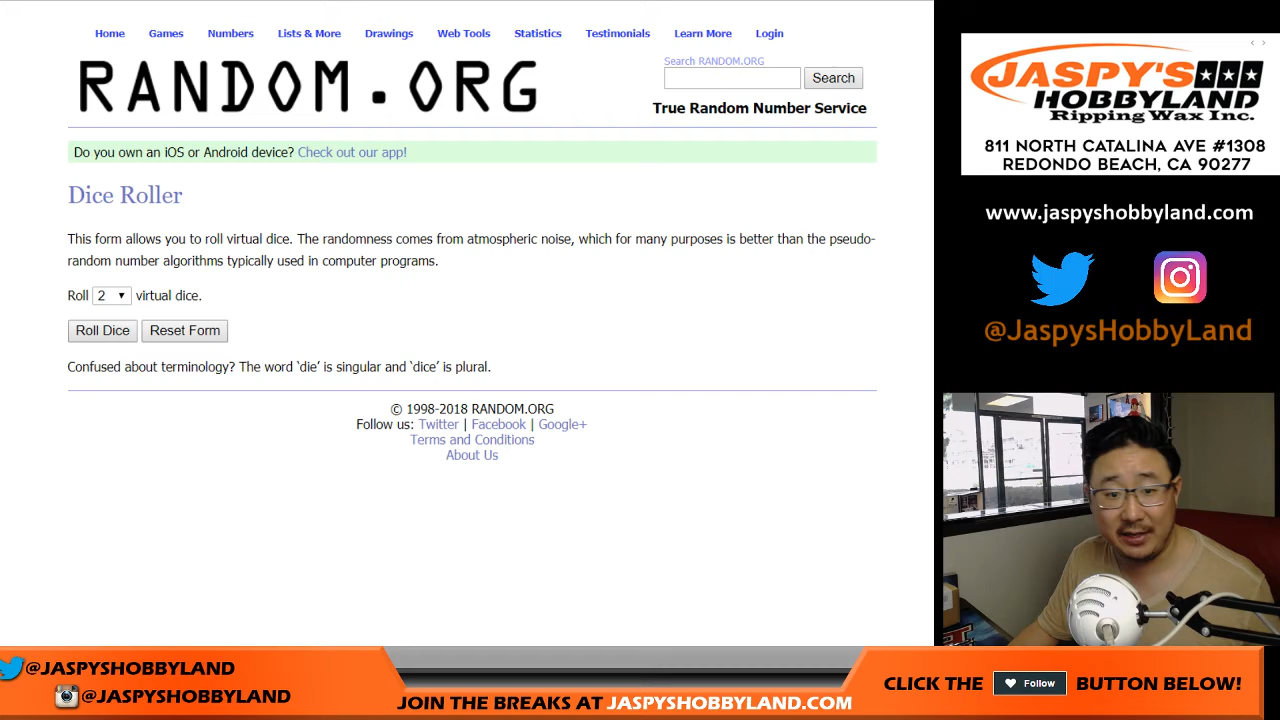 Home Games Numbers Lists & More Drawings Web Tools Statistics Testimonials Learn More Login
RANDOM.ORG
Search RANDOM.ORG
Search
True Random Number Service
Do you own an iOS or Android device? Check out our app!
Dice Roller
This form allows you to roll virtual dice. The randomness comes from atmospheric noise, which for many purposes is better than the pseudo-
random number algorithms typically used in computer programs.
Roll 2 virtual dice.
Roll Dice Reset Form
Confused about terminology? The word ‘die’ is singular and ‘dice’ is plural.
© 1998-2018 RANDOM.ORG
Follow us: Twitter | Facebook | Google+
Terms and Conditions
About Us
JASPY'S
HOBBYLAND
Ripping Wax Inc.
811 NORTH CATALINA AVE #1308
REDONDO BEACH, CA 90277
www.jaspyshobbyland.com
@JaspysHobbyLand
@JASPYSHOBBYLAND
@JASPYSHOBBYLAND
JOIN THE BREAKS AT JASPYSHOBBYLAND.COM
CLICK THE Follow BUTTON BELOW!